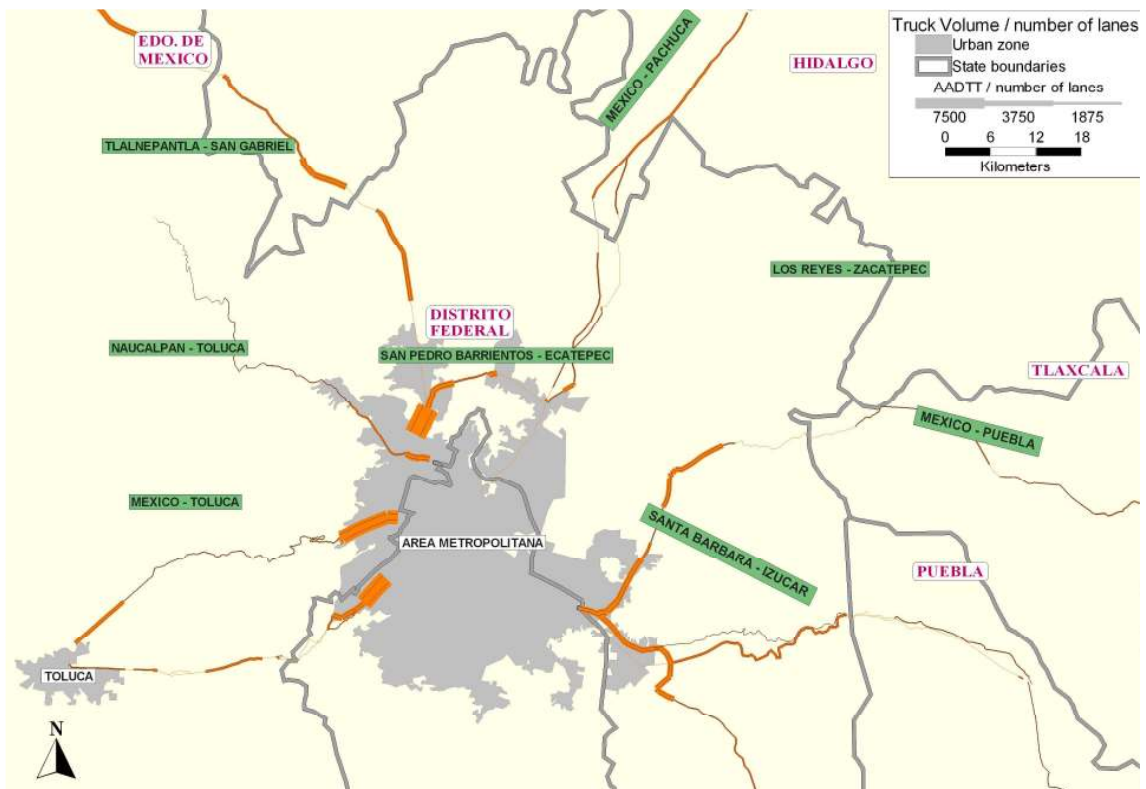 Truck Volume / number of lanes
Urban zone
State boundaries
AADTT / number of lanes
7500 3750 1875
0 6 12 18
Kilometers
EDO. DE
MEXICO
HIDALGO
MEXICO - PACHUCA
TLALNEPANTLA - SAN GABRIEL
LOS REYES - ZACATEPEC
DISTRITO
FEDERAL
NAUCALPAN - TOLUCA
SAN PEDRO BARRIENTOS - ECATEPEC
TLAXCALA
MEXICO - PUEBLA
MEXICO - TOLUCA
AREA METROPOLITANA
SANTA BARBARA - IZUCAR
PUEBLA
TOLUCA
N